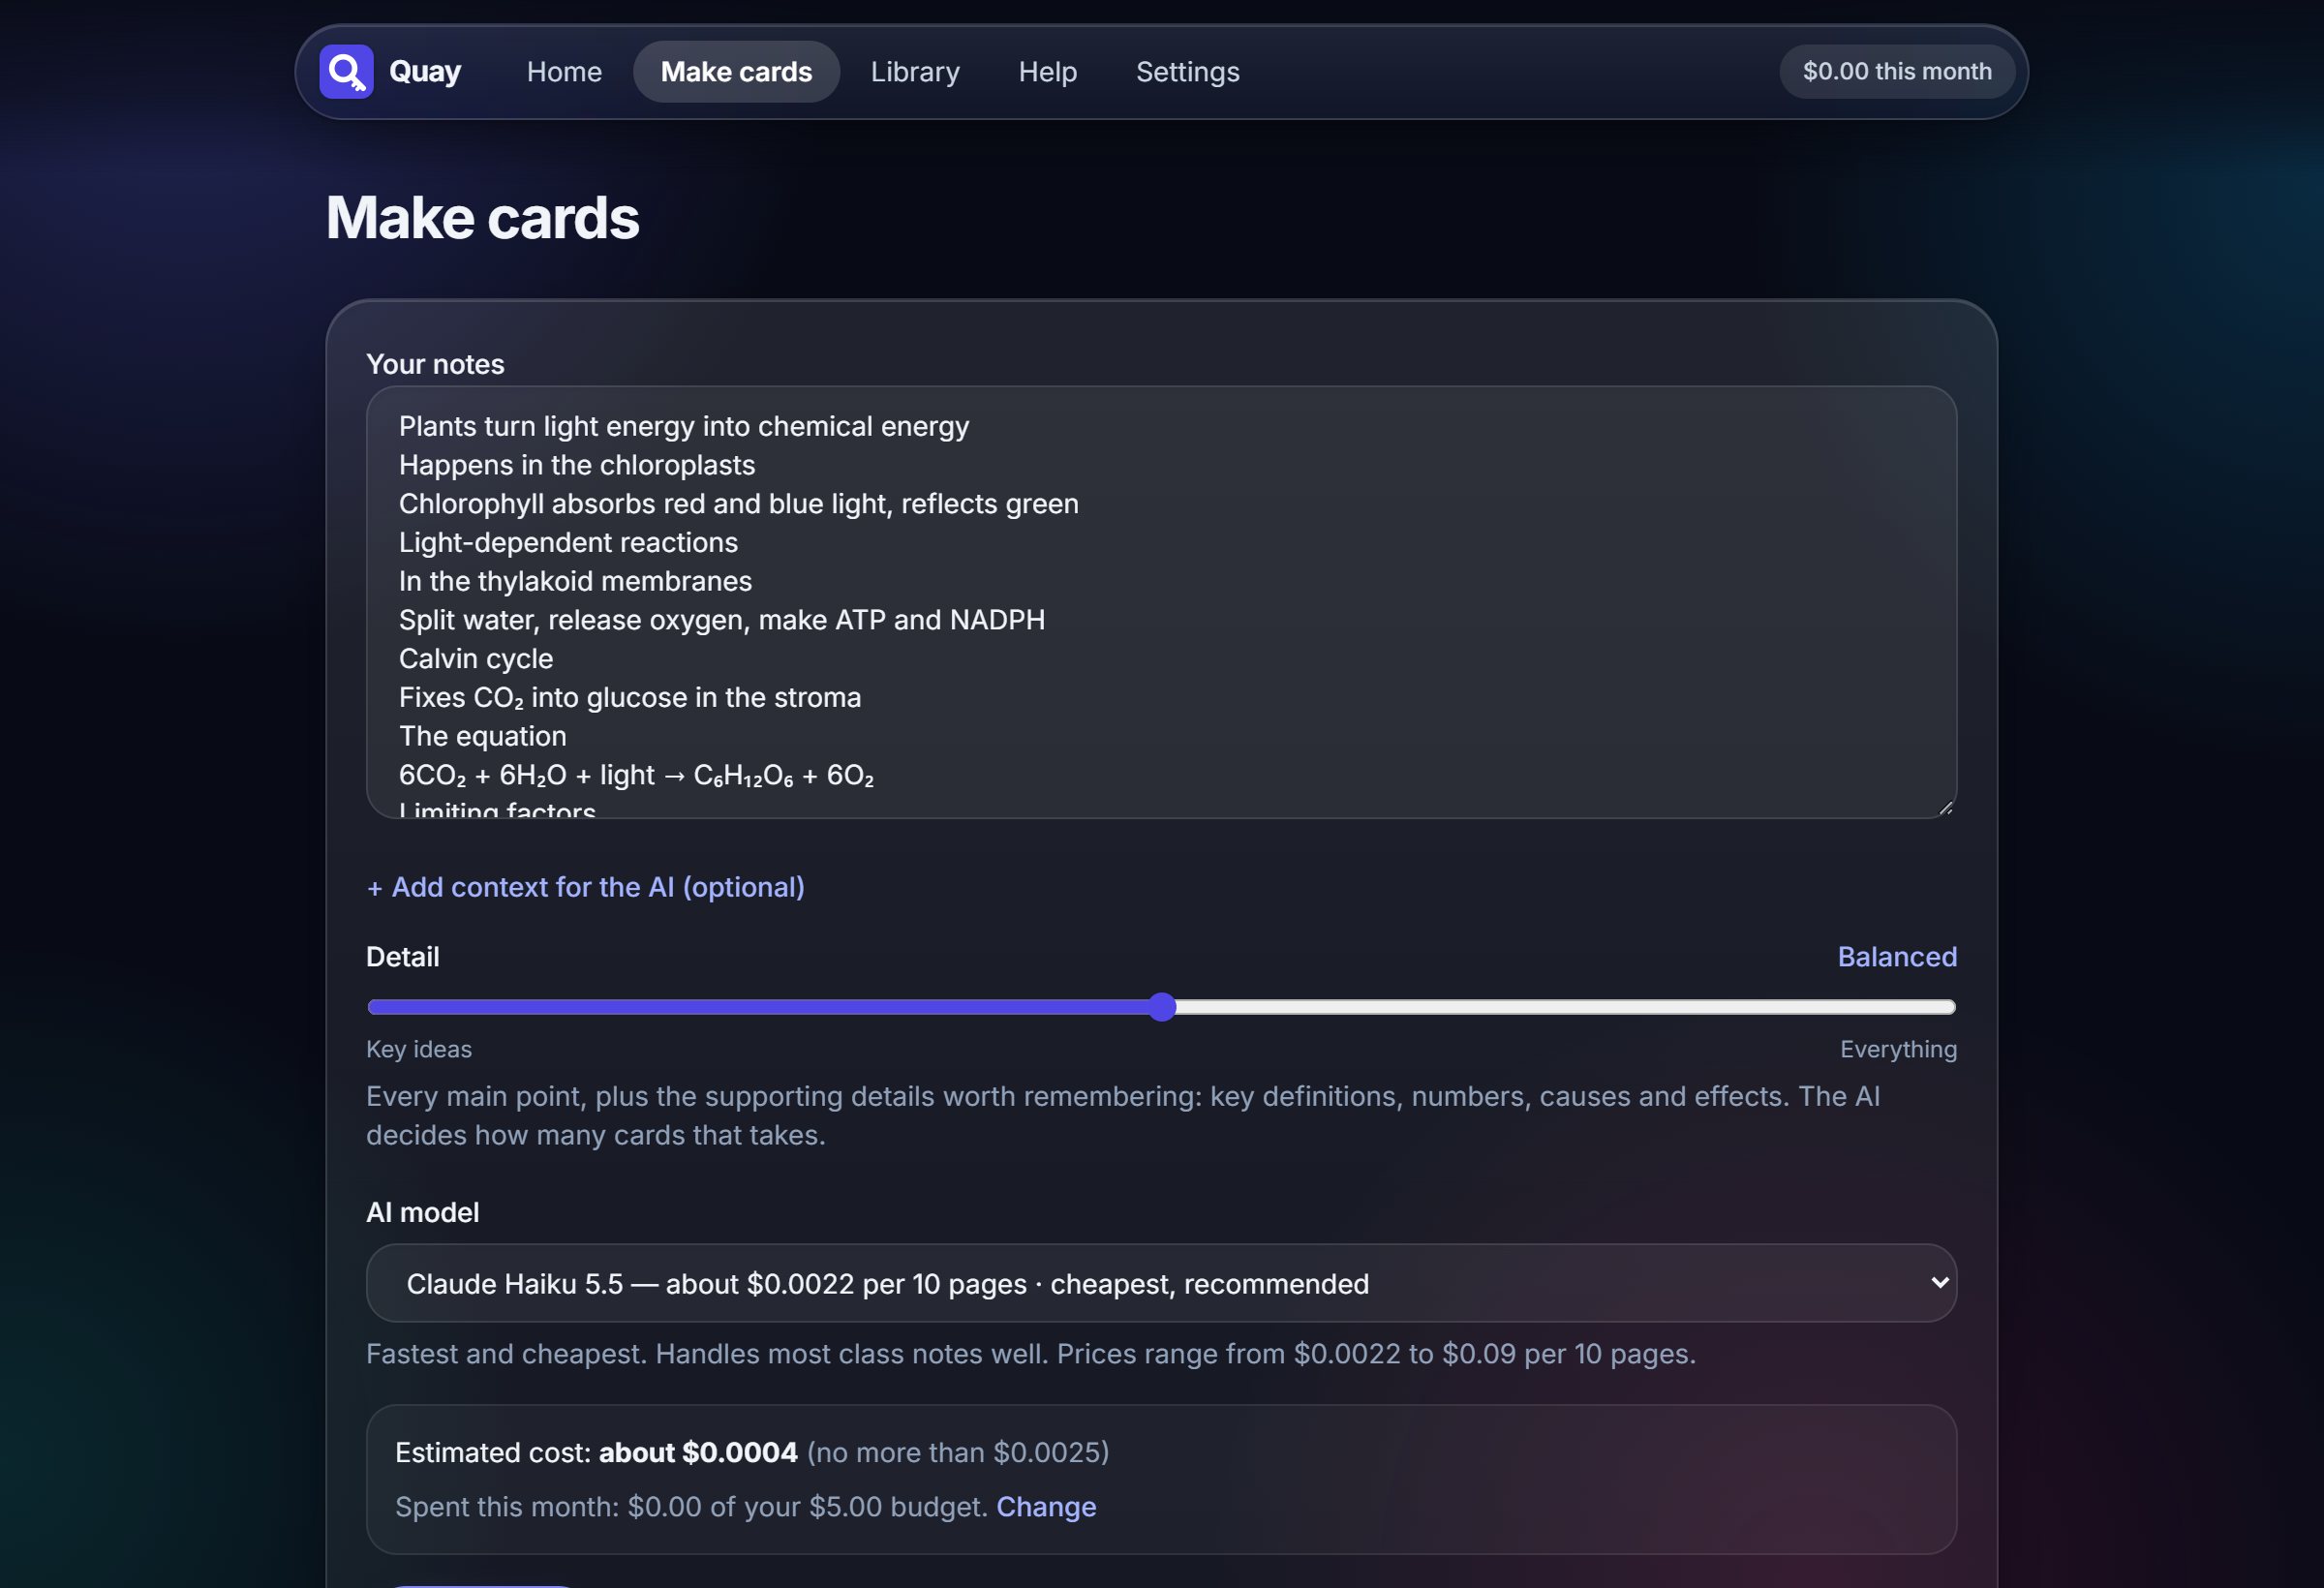 Quay
Home
Make cards
Library
Help
Settings
$0.00 this month
Make cards
Your notes
Plants turn light energy into chemical energy
Happens in the chloroplasts
Chlorophyll absorbs red and blue light, reflects green
Light-dependent reactions
In the thylakoid membranes
Split water, release oxygen, make ATP and NADPH
Calvin cycle
Fixes CO₂ into glucose in the stroma
The equation
6CO₂ + 6H₂O + light → C₆H₁₂O₆ + 6O₂
Limiting factors
+ Add context for the AI (optional)
Detail
Balanced
Key ideas
Everything
Every main point, plus the supporting details worth remembering: key definitions, numbers, causes and effects. The AI
decides how many cards that takes.
AI model
Claude Haiku 5.5 — about $0.0022 per 10 pages · cheapest, recommended
Fastest and cheapest. Handles most class notes well. Prices range from $0.0022 to $0.09 per 10 pages.
Estimated cost: about $0.0004 (no more than $0.0025)
Spent this month: $0.00 of your $5.00 budget. Change